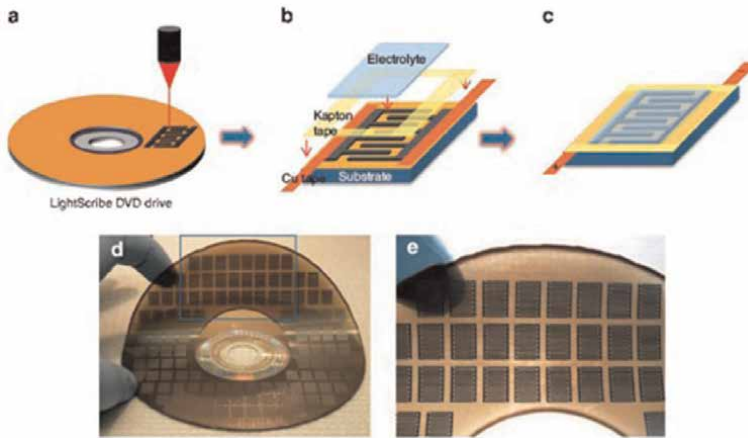 a
b
c
Electrolyte
Kapton
tape
Cu tape
Substrate
LightScribe DVD drive
d
e